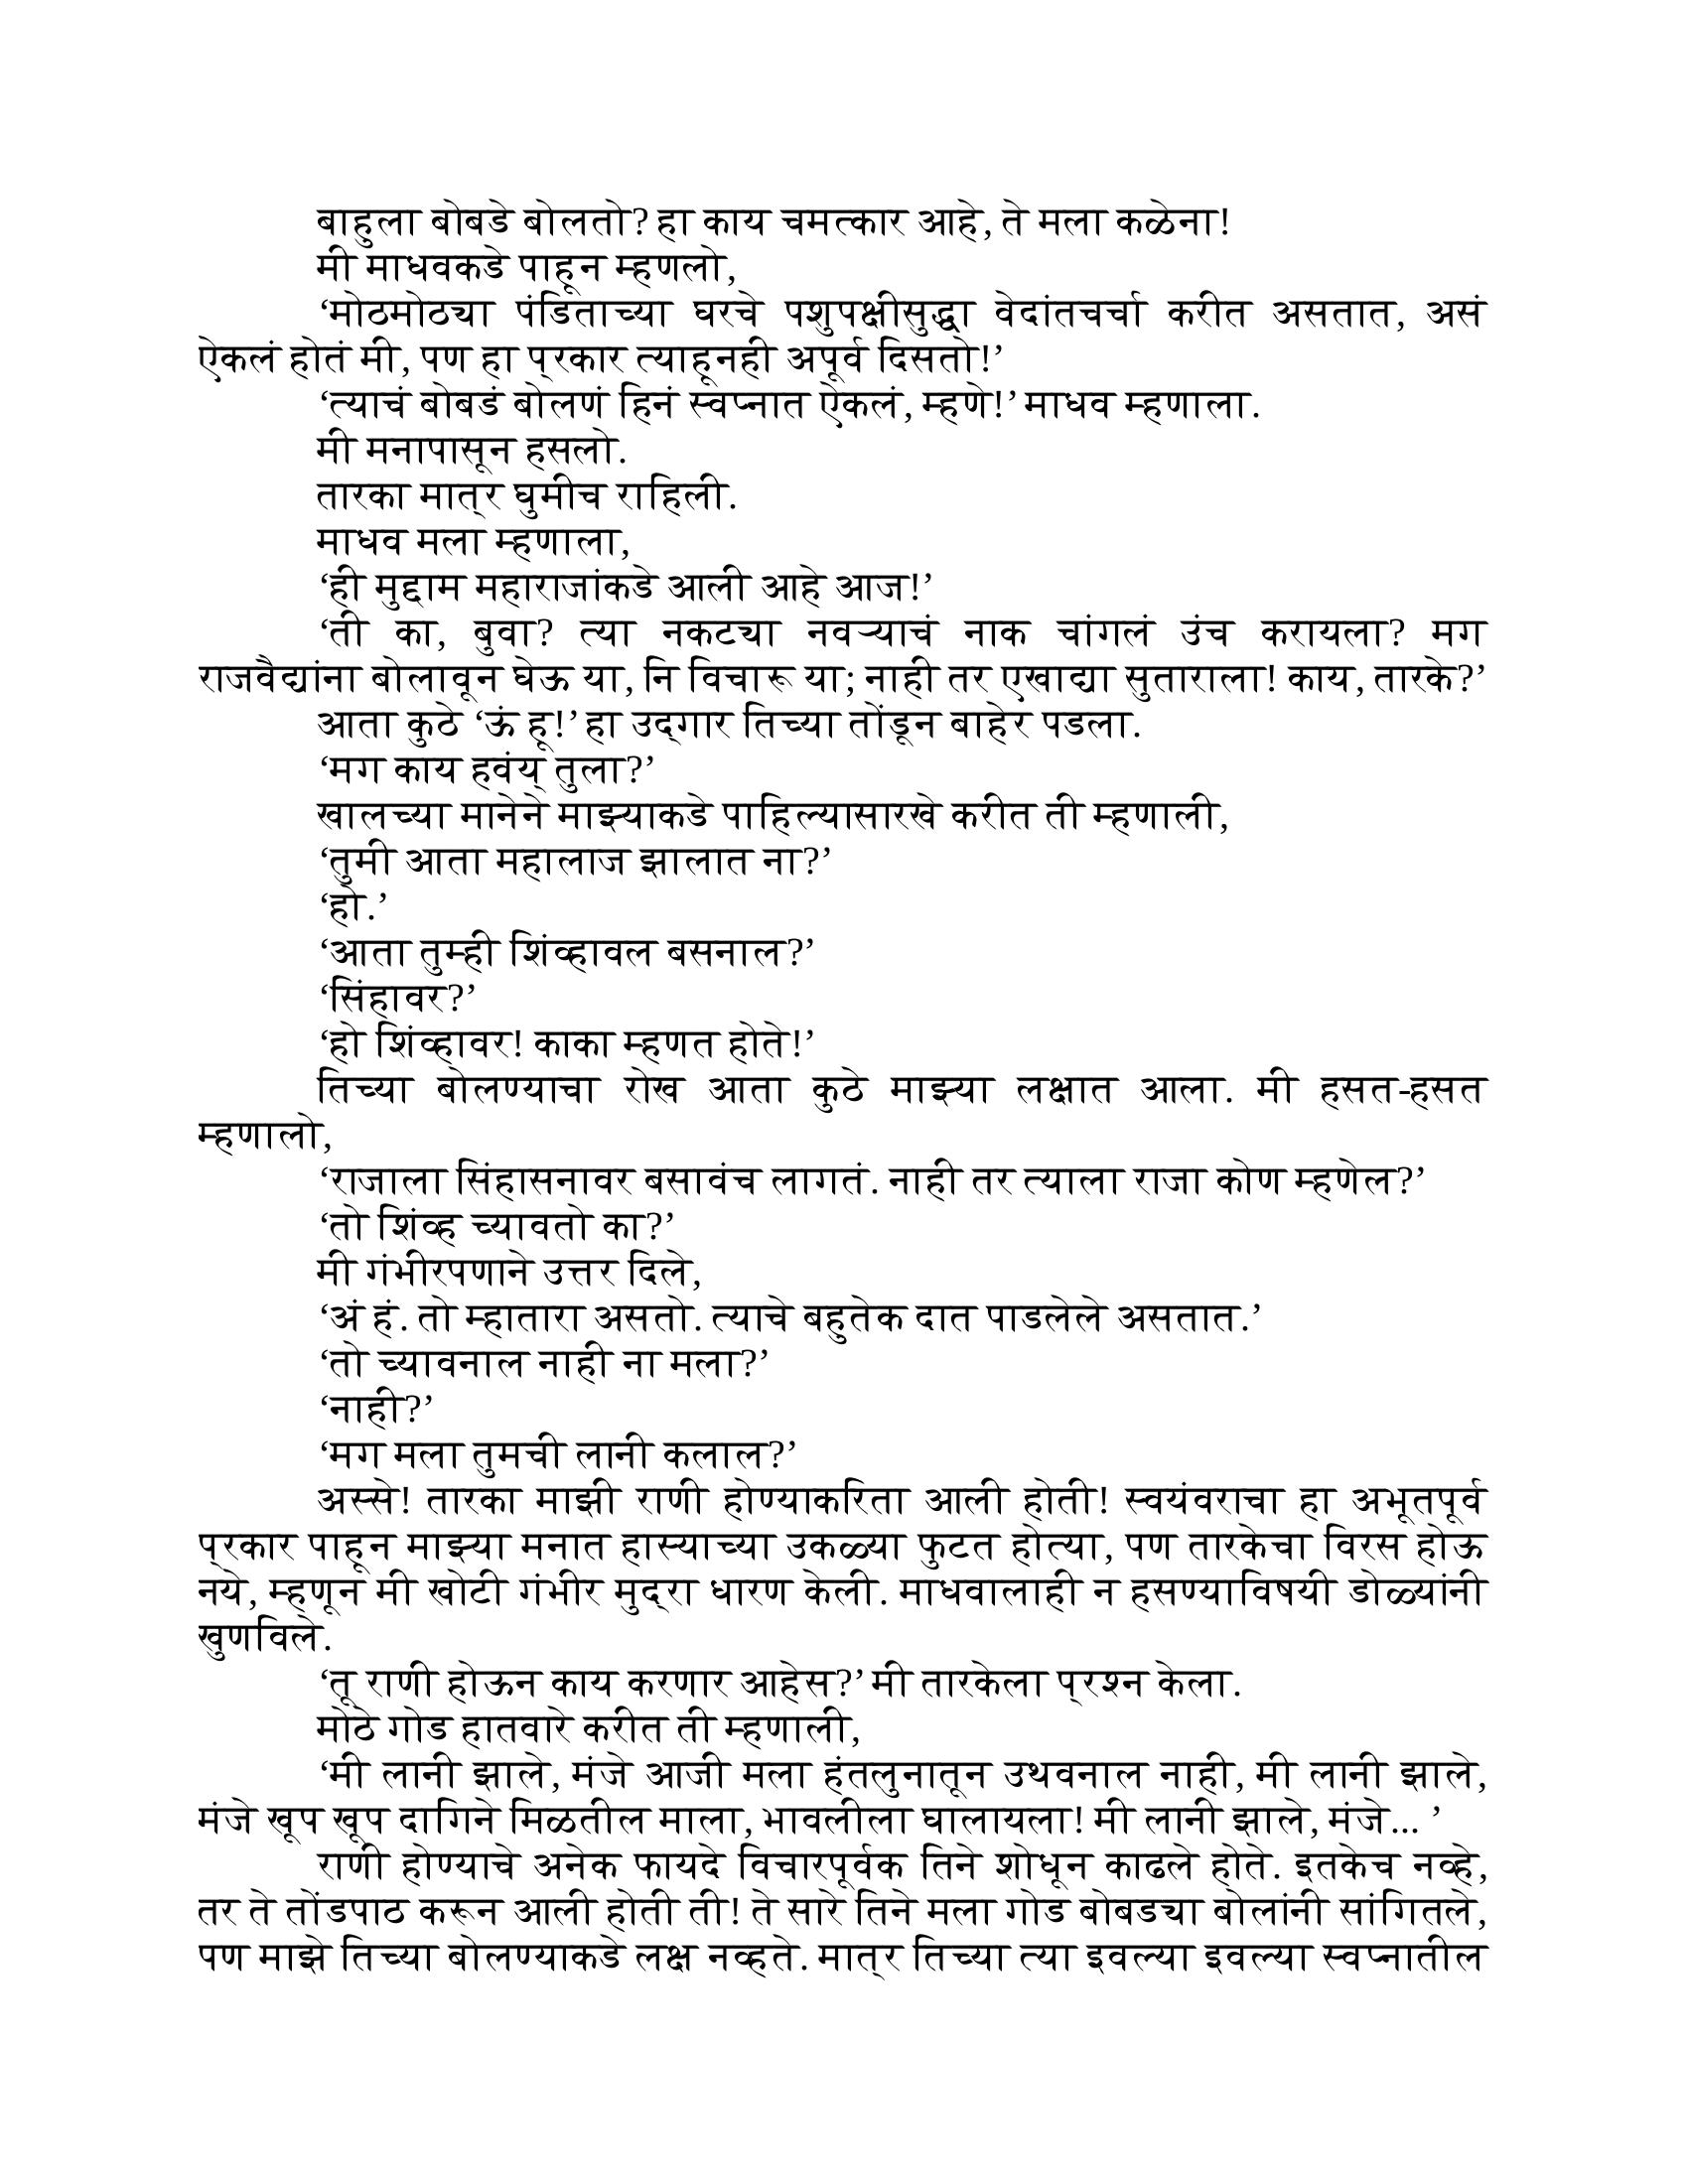 बाहुला बोबडे बोलतो? हा काय चमत्कार आहे, ते मला कळेना!
मी माधवकडे पाहून म्हणलो,
‘मोठमोठ्या पंडिताच्या घरचे पशुपक्षीसुद्धा वेदांतचर्चा करीत असतात, असं
ऐकलं होतं मी, पण हा प्रकार त्याहूनही अपूर्व दिसतो!’
‘त्याचं बोबडं बोलणं हिनं स्वप्नात ऐकलं, म्हणे!’ माधव म्हणाला.
मी मनापासून हसलो.
तारका मात्र घुमीच राहिली.
माधव मला म्हणाला,
‘ही मुद्दाम महाराजांकडे आली आहे आज!’
‘ती का, बुवा? त्या नकट्या नवऱ्याचं नाक चांगलं उंच करायला? मग
राजवैद्यांना बोलावून घेऊ या, नि विचारू या; नाही तर एखाद्या सुताराला! काय, तारके?’
आता कुठे ‘ऊं हू!’ हा उद्‌गार तिच्या तोंडून बाहेर पडला.
‘मग काय हवंय् तुला?’
खालच्या मानेने माझ्याकडे पाहिल्यासारखे करीत ती म्हणाली,
‘तुमी आता महालाज झालात ना?’
‘हो.’
‘आता तुम्ही शिंव्हावल बसनाल?’
‘सिंहावर?’
‘हो शिंव्हावर! काका म्हणत होते!’
तिच्या बोलण्याचा रोख आता कुठे माझ्या लक्षात आला. मी हसत-हसत
म्हणालो,
‘राजाला सिंहासनावर बसावंच लागतं. नाही तर त्याला राजा कोण म्हणेल?’
‘तो शिंव्ह च्यावतो का?’
मी गंभीरपणाने उत्तर दिले,
‘अं हं. तो म्हातारा असतो. त्याचे बहुतेक दात पाडलेले असतात.’
‘तो च्यावनाल नाही ना मला?’
‘नाही?’
‘मग मला तुमची लानी कलाल?’
अस्से! तारका माझी राणी होण्याकरिता आली होती! स्वयंवराचा हा अभूतपूर्व
प्रकार पाहून माझ्या मनात हास्याच्या उकळ्या फुटत होत्या, पण तारकेचा विरस होऊ
नये, म्हणून मी खोटी गंभीर मुद्रा धारण केली. माधवालाही न हसण्याविषयी डोळ्यांनी
खुणविले.
‘तू राणी होऊन काय करणार आहेस?’ मी तारकेला प्रश्न केला.
मोठे गोड हातवारे करीत ती म्हणाली,
‘मी लानी झाले, मंजे आजी मला हंतलुनातून उथवनाल नाही, मी लानी झाले,
मंजे खूप खूप दागिने मिळतील माला, भावलीला घालायला! मी लानी झाले, मंजे... ’
राणी होण्याचे अनेक फायदे विचारपूर्वक तिने शोधून काढले होते. इतकेच नव्हे,
तर ते तोंडपाठ करून आली होती ती! ते सारे तिने मला गोड बोबड्या बोलांनी सांगितले,
पण माझे तिच्या बोलण्याकडे लक्ष नव्हते. मात्र तिच्या त्या इवल्या इवल्या स्वप्नातील